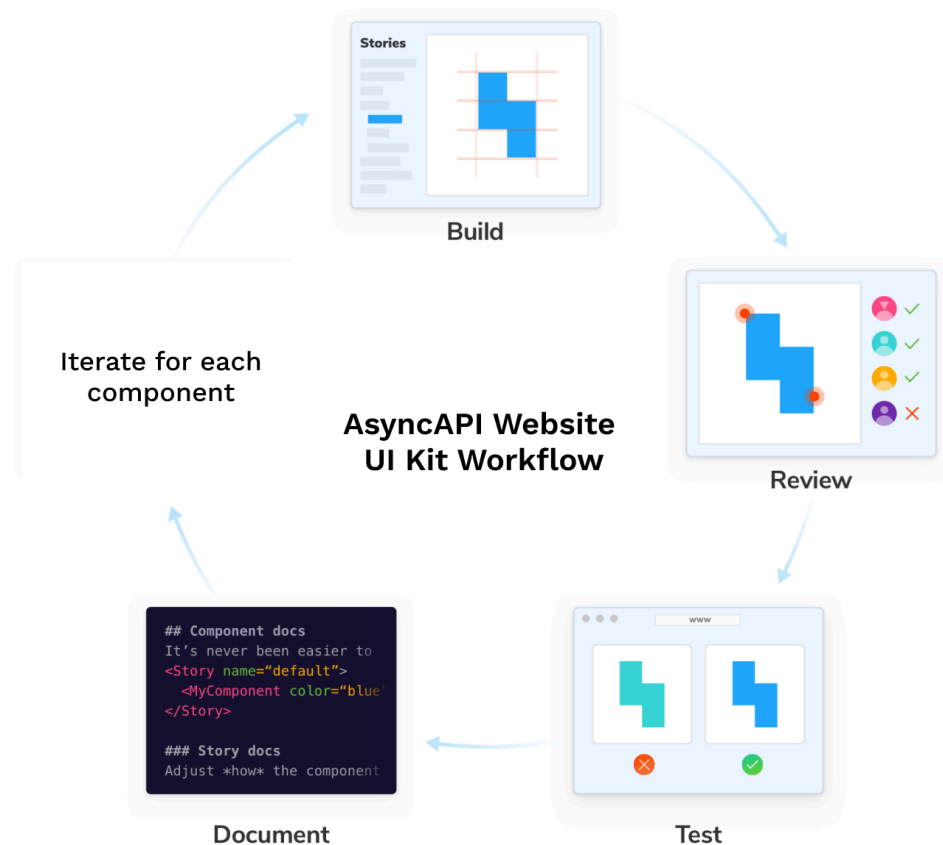 Stories
Build
Iterate for each
component
AsyncAPI Website
UI Kit Workflow
Review
## Component docs
It’s never been easier to
<Story name=“default”>
<MyComponent color=“blue”
</Story>
### Story docs
Adjust *how* the component
Document
www
Test